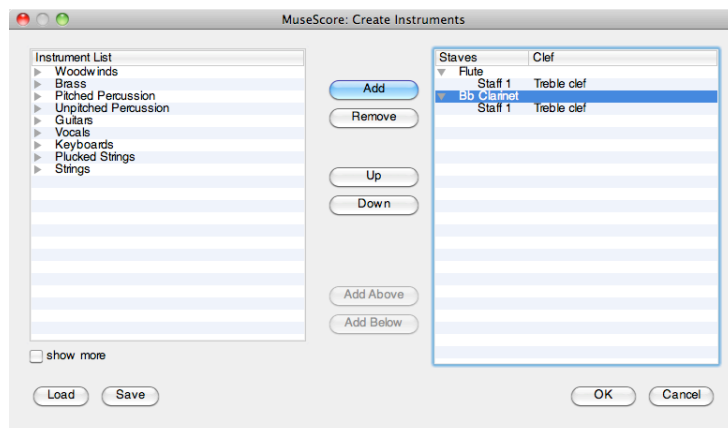 MuseScore: Create Instruments
Instrument List
Woodwinds
Brass
Pitched Percussion
Unpitched Percussion
Guitars
Vocals
Keyboards
Plucked Strings
Strings
show more
Load
Save
Add
Remove
Up
Down
Add Above
Add Below
Staves Clef
Flute
Staff 1 Treble clef
Bb Clarinet
Staff 1 Treble clef
OK
Cancel